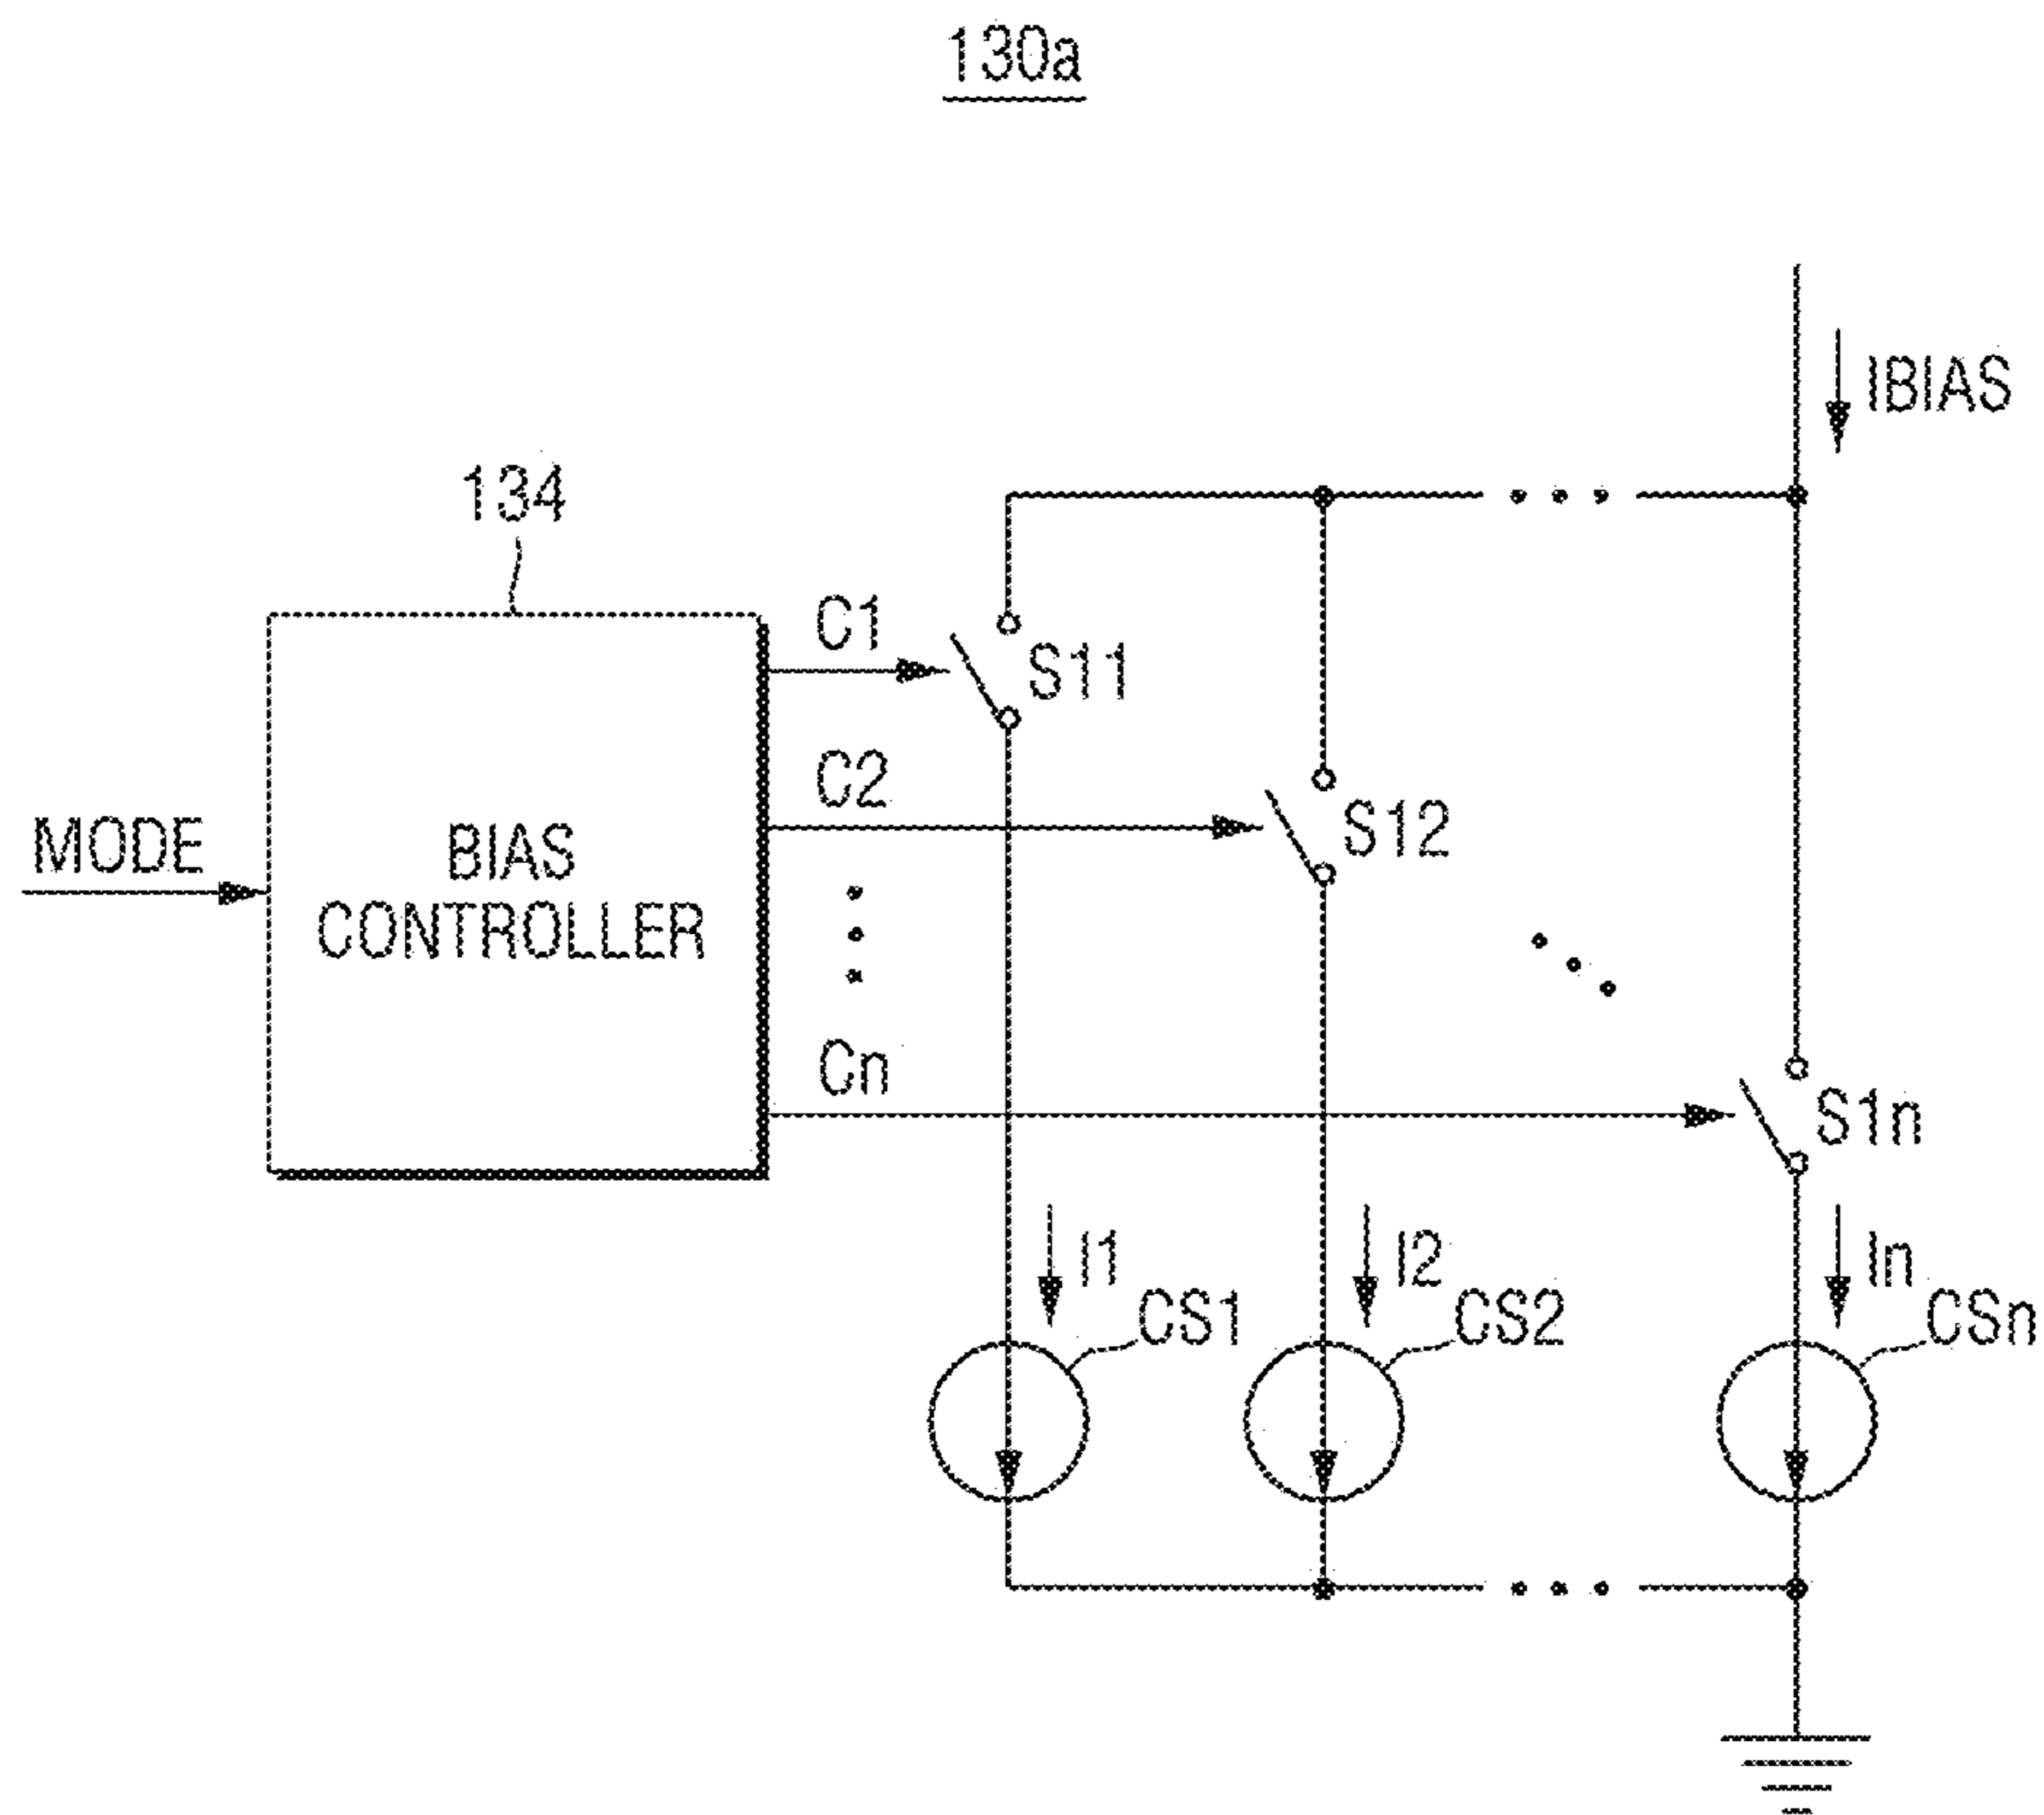 130a
IBIAS
134
C1
S11
C2
S12
MODE
BIAS
CONTROLLER
Cn
S1n
I1
I2
In
CS1
CS2
CSn